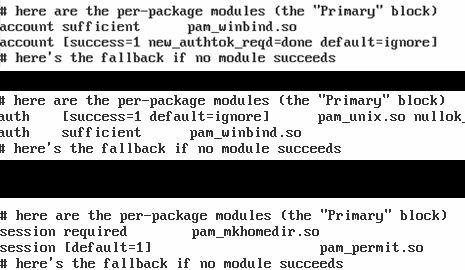 # here are the per-package modules (the "Primary" block)
account sufficient      pam_winbind.so
account [success=1 new_authtok_reqd=done default=ignore]
# here's the fallback if no module succeeds
# here are the per-package modules (the "Primary" block)
auth    [success=1 default=ignore]      pam_unix.so nullok_
auth    sufficient      pam_winbind.so
# here's the fallback if no module succeeds
# here are the per-package modules (the "Primary" block)
session required        pam_mkhomedir.so
session [default=1]                     pam_permit.so
# here's the fallback if no module succeeds